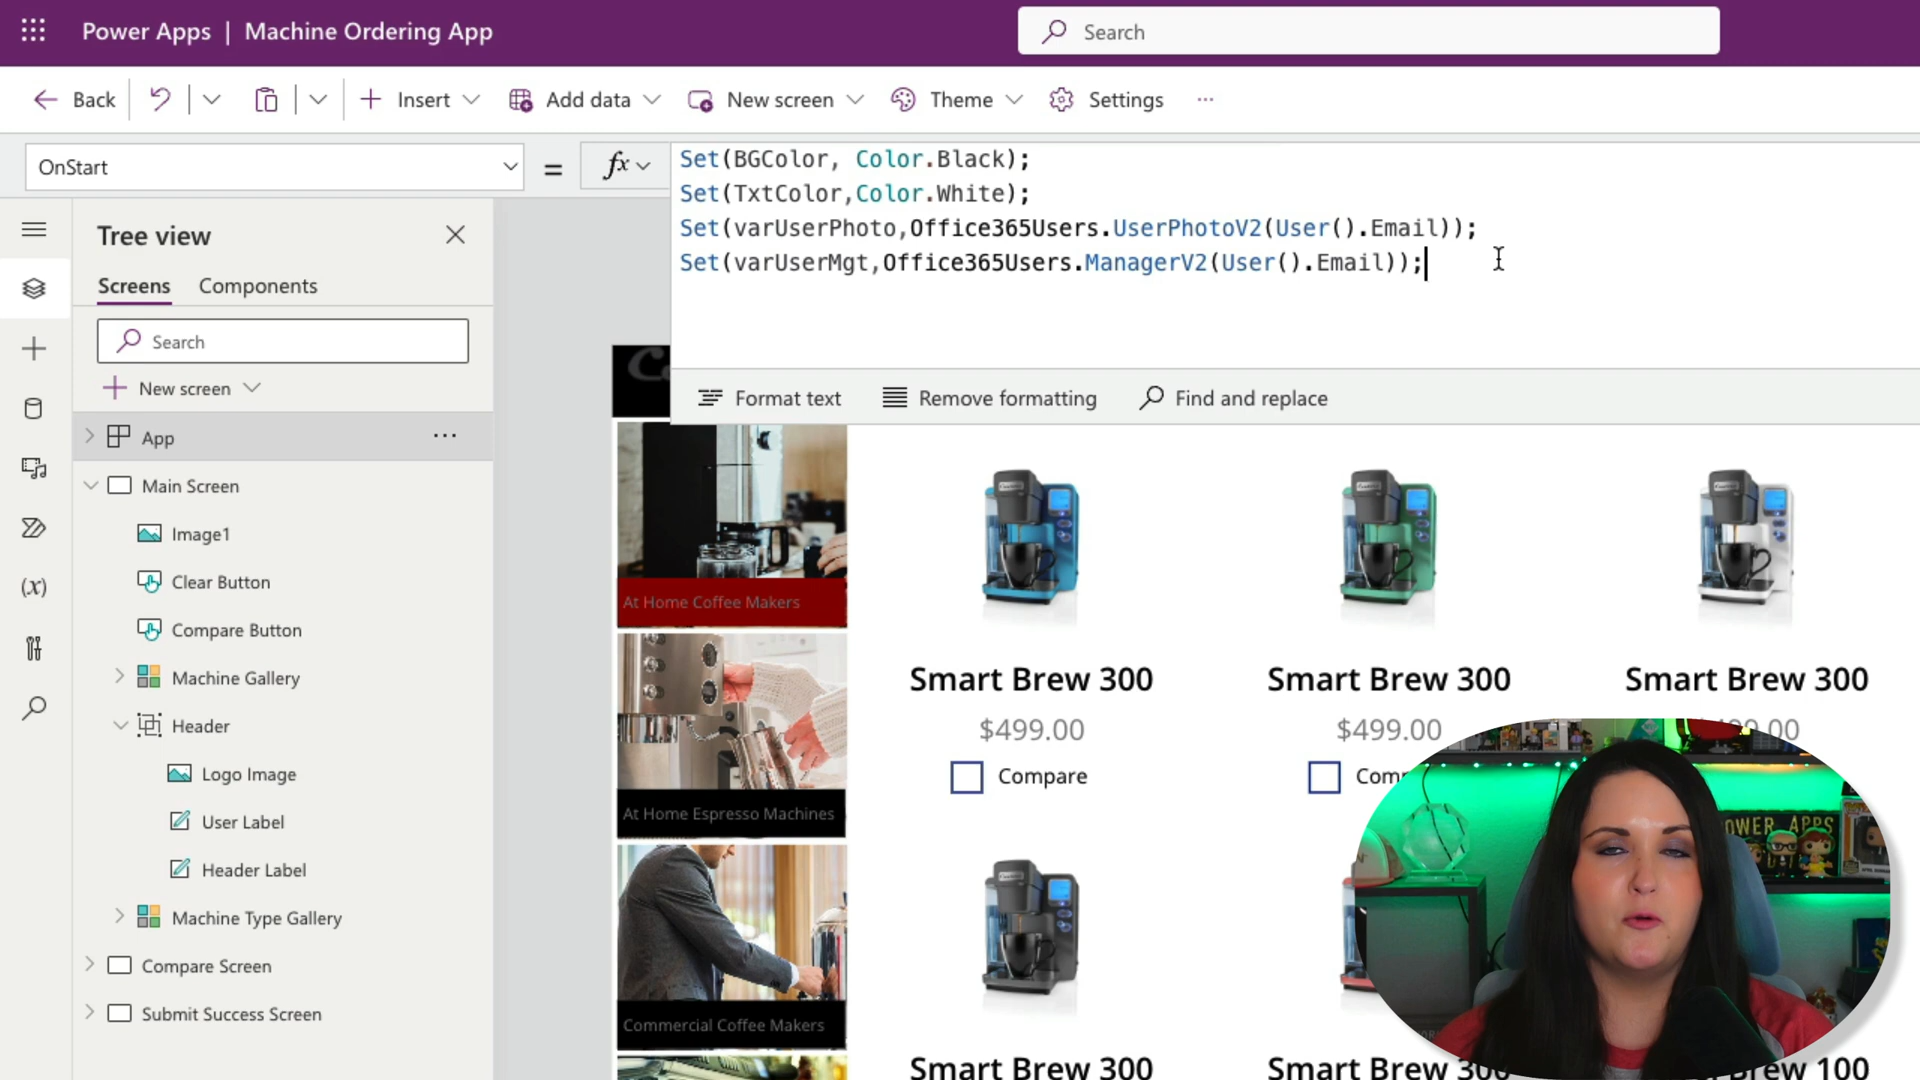 Power Apps | Machine Ordering App
Search
Back
Insert
Add data
New screen
Theme
Settings
OnStart
=
fx
Set(BGColor, Color.Black);
Set(TxtColor,Color.White);
Set(varUserPhoto,Office365Users.UserPhotoV2(User().Email));
Set(varUserMgt,Office365Users.ManagerV2(User().Email));
Format text
Remove formatting
Find and replace
Tree view
Screens
Components
Search
New screen
App
Main Screen
Image1
Clear Button
Compare Button
Machine Gallery
Header
Logo Image
User Label
Header Label
Machine Type Gallery
Compare Screen
Submit Success Screen
(x)
At Home Coffee Makers
At Home Espresso Machines
Commercial Coffee Makers
Smart Brew 300
Smart Brew 300
Smart Brew 300
$499.00
$499.00
Compare
Smart Brew 300
Smart Brew
Brew 100